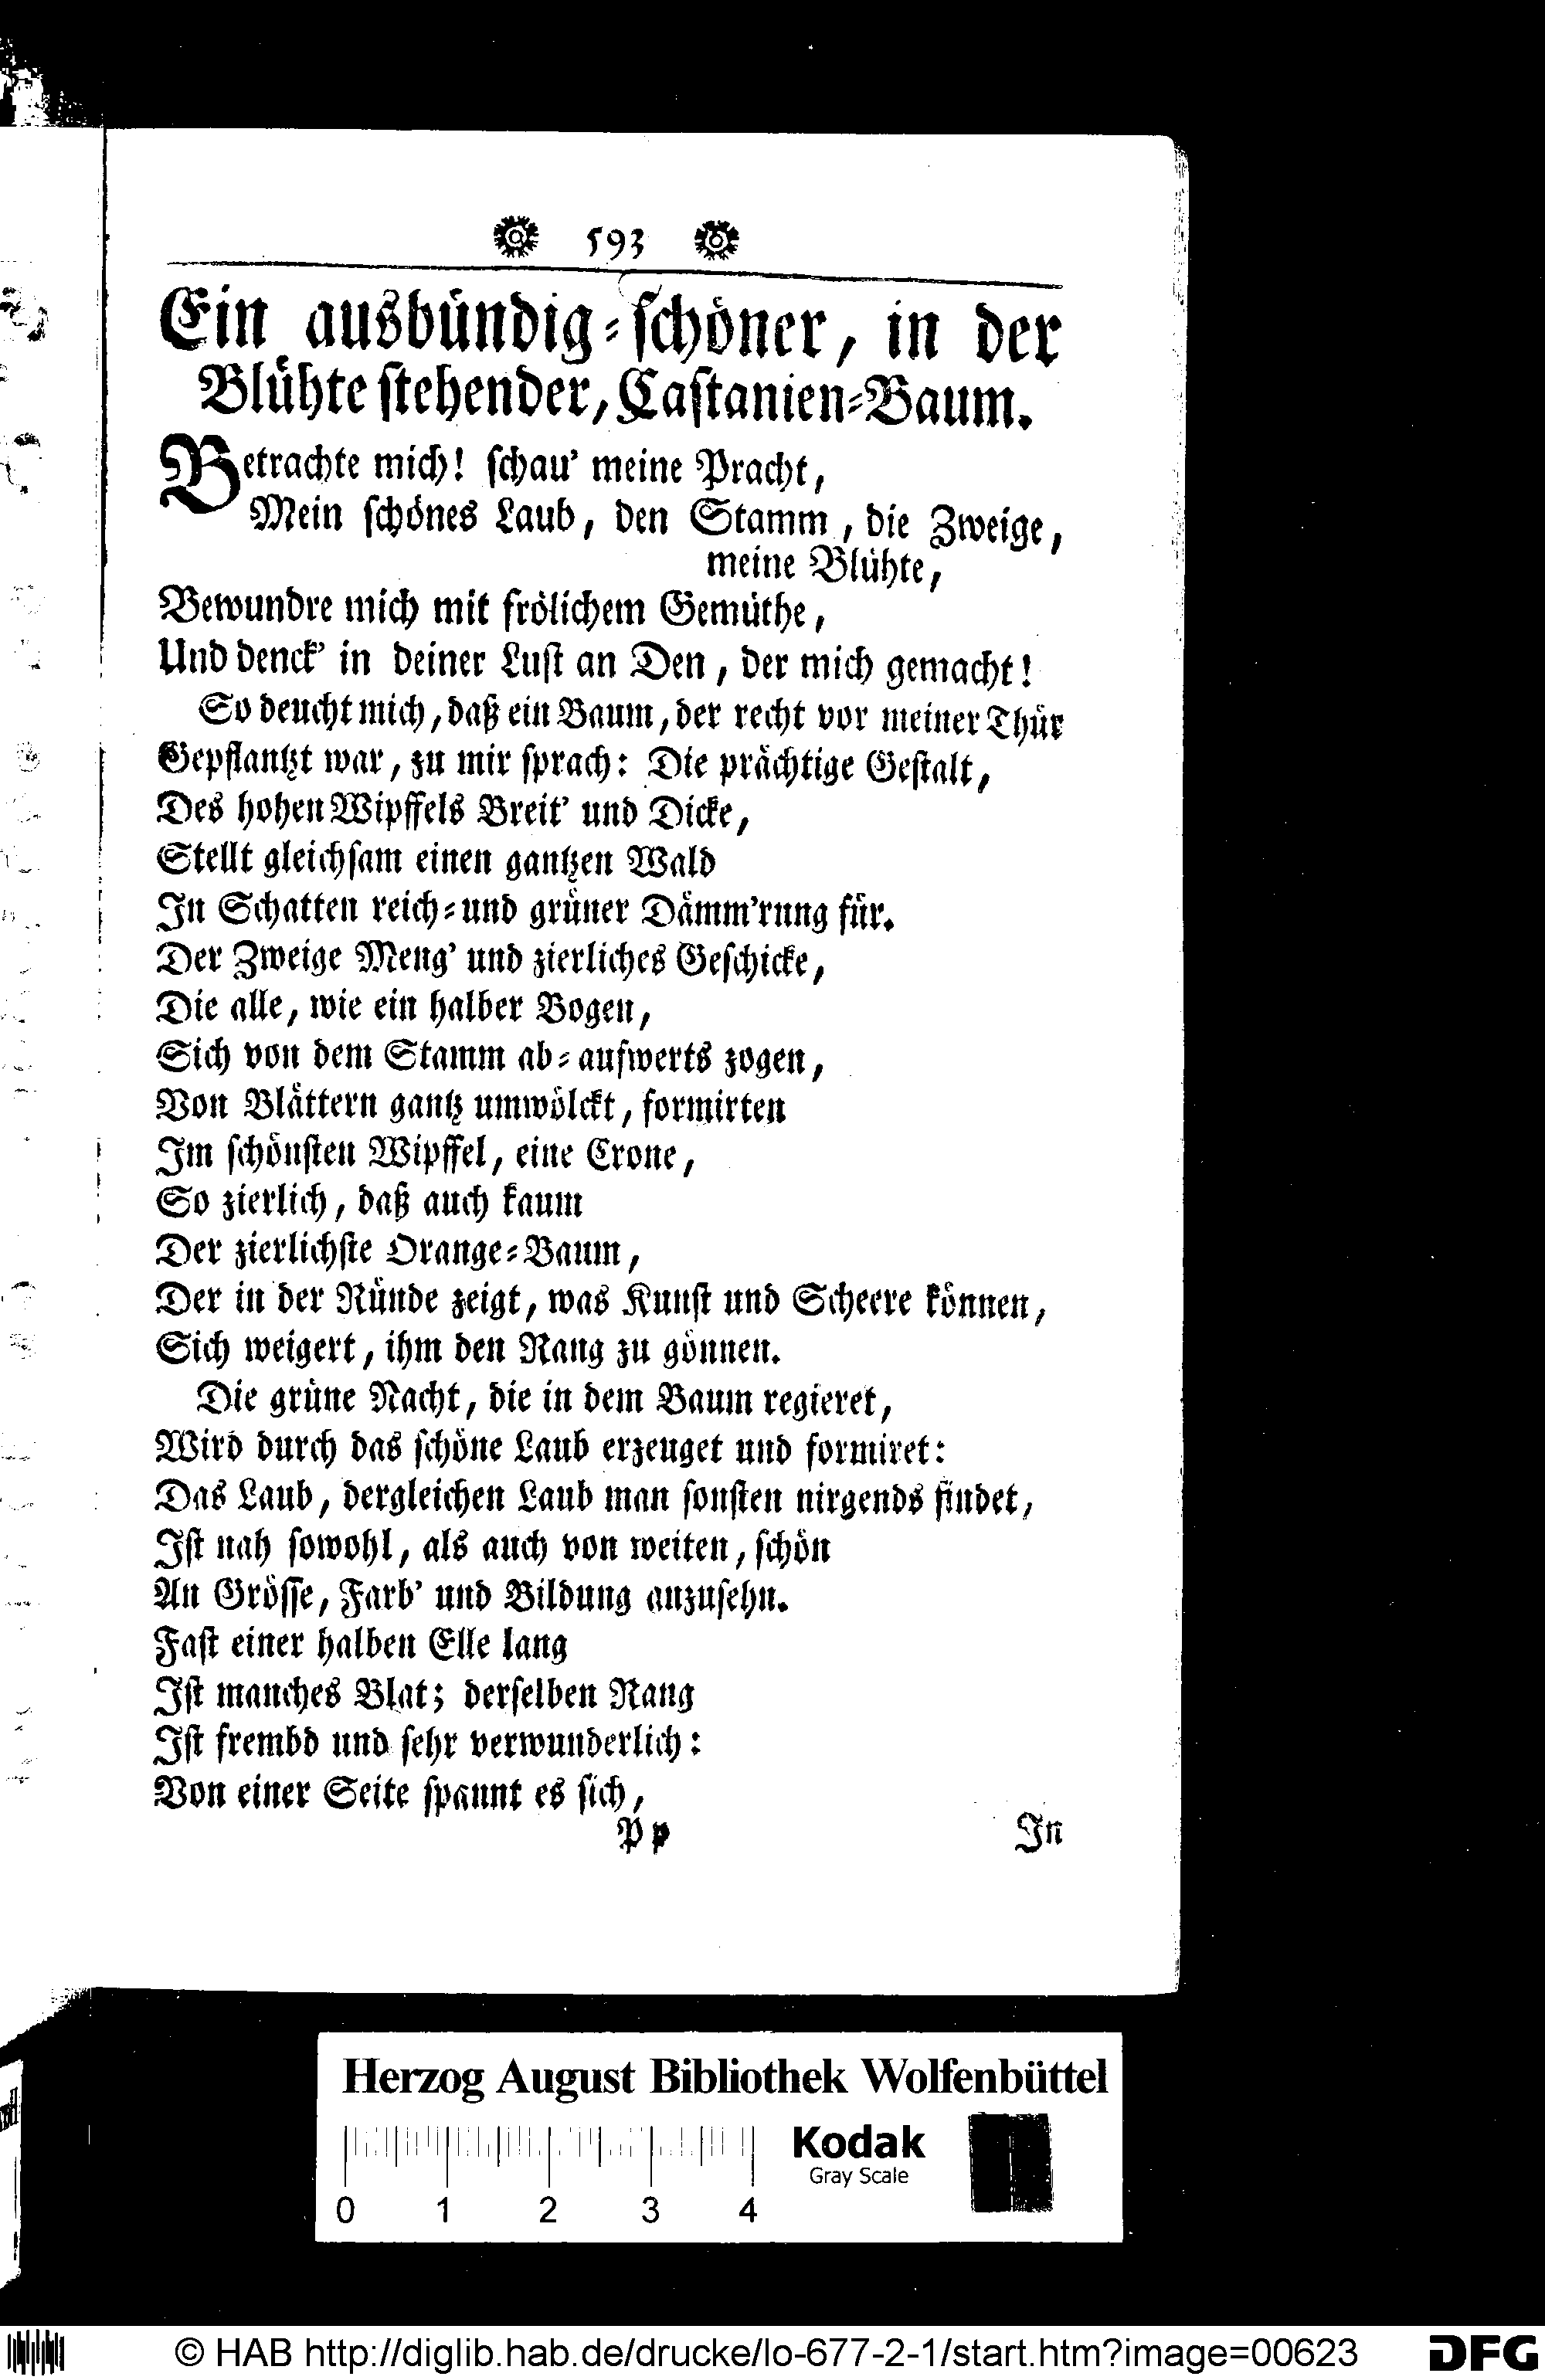 593
Ein ausbündig-schöner, in der
Blühte stehender, Castanien-Baum.
Betrachte mich! schau' meine Pracht,
Mein schönes Laub, den Stamm, die Zweige,
meine Blühte,
Bewundre mich mit frölichem Gemüthe,
Und denck' in deiner Lust an Den, der mich gemacht!
So deucht mich, daß ein Baum, der recht vor meiner Thür
Gepflantzt war, zu mir sprach: Die prächtige Gestalt,
Des hohen Wipffels Breit' und Dicke,
Stellt gleichsam einen gantzen Wald
In Schatten reich-und grüner Dämm'rung für.
Der Zweige Meng' und zierliches Geschicke,
Die alle, wie ein halber Bogen,
Sich von dem Stamm ab-aufwerts zogen,
Von Blättern gantz umwölckt, formirten
Im schönsten Wipffel, eine Crone,
So zierlich, daß auch kaum
Der zierlichste Orange-Baum,
Der in der Ründe zeigt, was Kunst und Scheere können,
Sich weigert, ihm den Rang zu gönnen.
Die grüne Nacht, die in dem Baum regieret,
Wird durch das schöne Laub erzeuget und formiret:
Das Laub, dergleichen Laub man sonsten nirgends findet,
Ist nah sowohl, als auch von weiten, schön
An Grösse, Farb' und Bildung anzusehn.
Fast einer halben Elle lang
Ist manches Blat; derselben Rang
Ist frembd und sehr verwunderlich:
Von einer Seite spannt es sich,
Pp In
Herzog August Bibliothek Wolfenbüttel
Kodak
Gray Scale
0 1 2 3 4
© HAB http://diglib.hab.de/drucke/lo-677-2-1/start.htm?image=00623 DFG